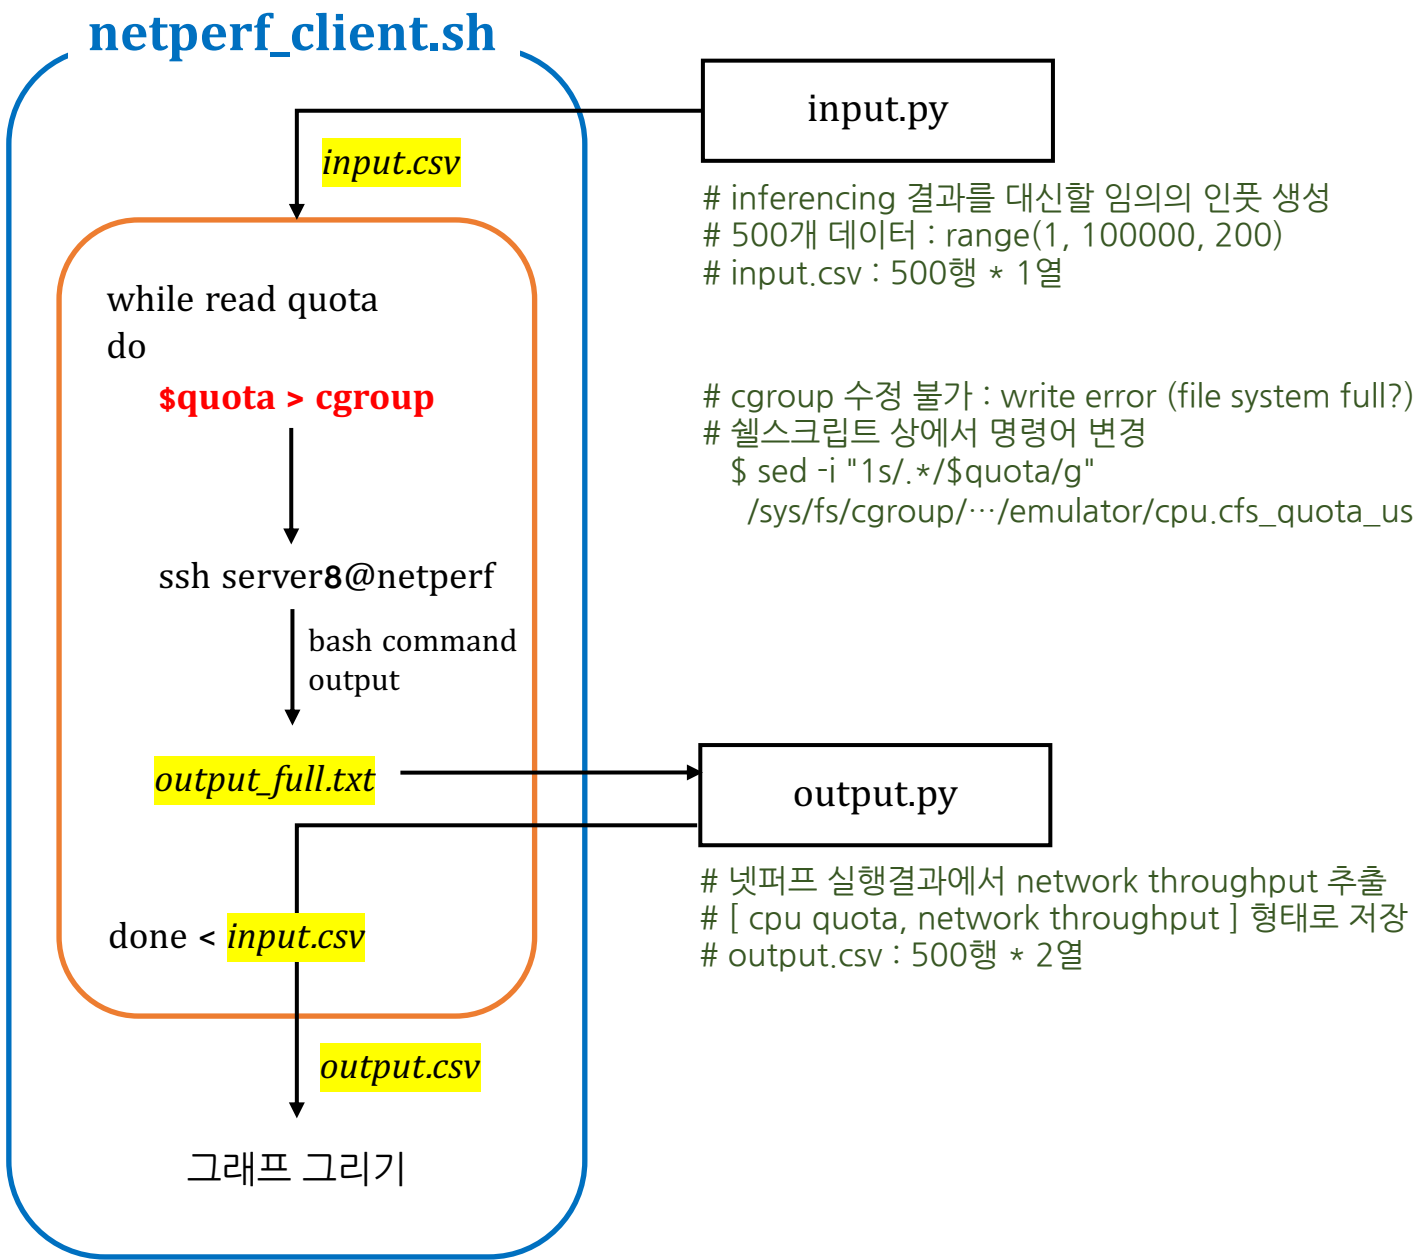 netperf_client.sh
input.py
input.csv
# inferencing 결과를 대신할 임의의 인풋 생성
# 500개 데이터 : range(1, 100000, 200)
# input.csv : 500행 * 1열
while read quota
do
$quota > cgroup
# cgroup 수정 불가 : write error (file system full?)
# 쉘스크립트 상에서 명령어 변경
$ sed -i "1s/.*/$quota/g"
/sys/fs/cgroup/…/emulator/cpu.cfs_quota_us
ssh server8@netperf
bash command
output
output_full.txt
output.py
# 넷퍼프 실행결과에서 network throughput 추출
# [ cpu quota, network throughput ] 형태로 저장
# output.csv : 500행 * 2열
done < input.csv
output.csv
그래프 그리기